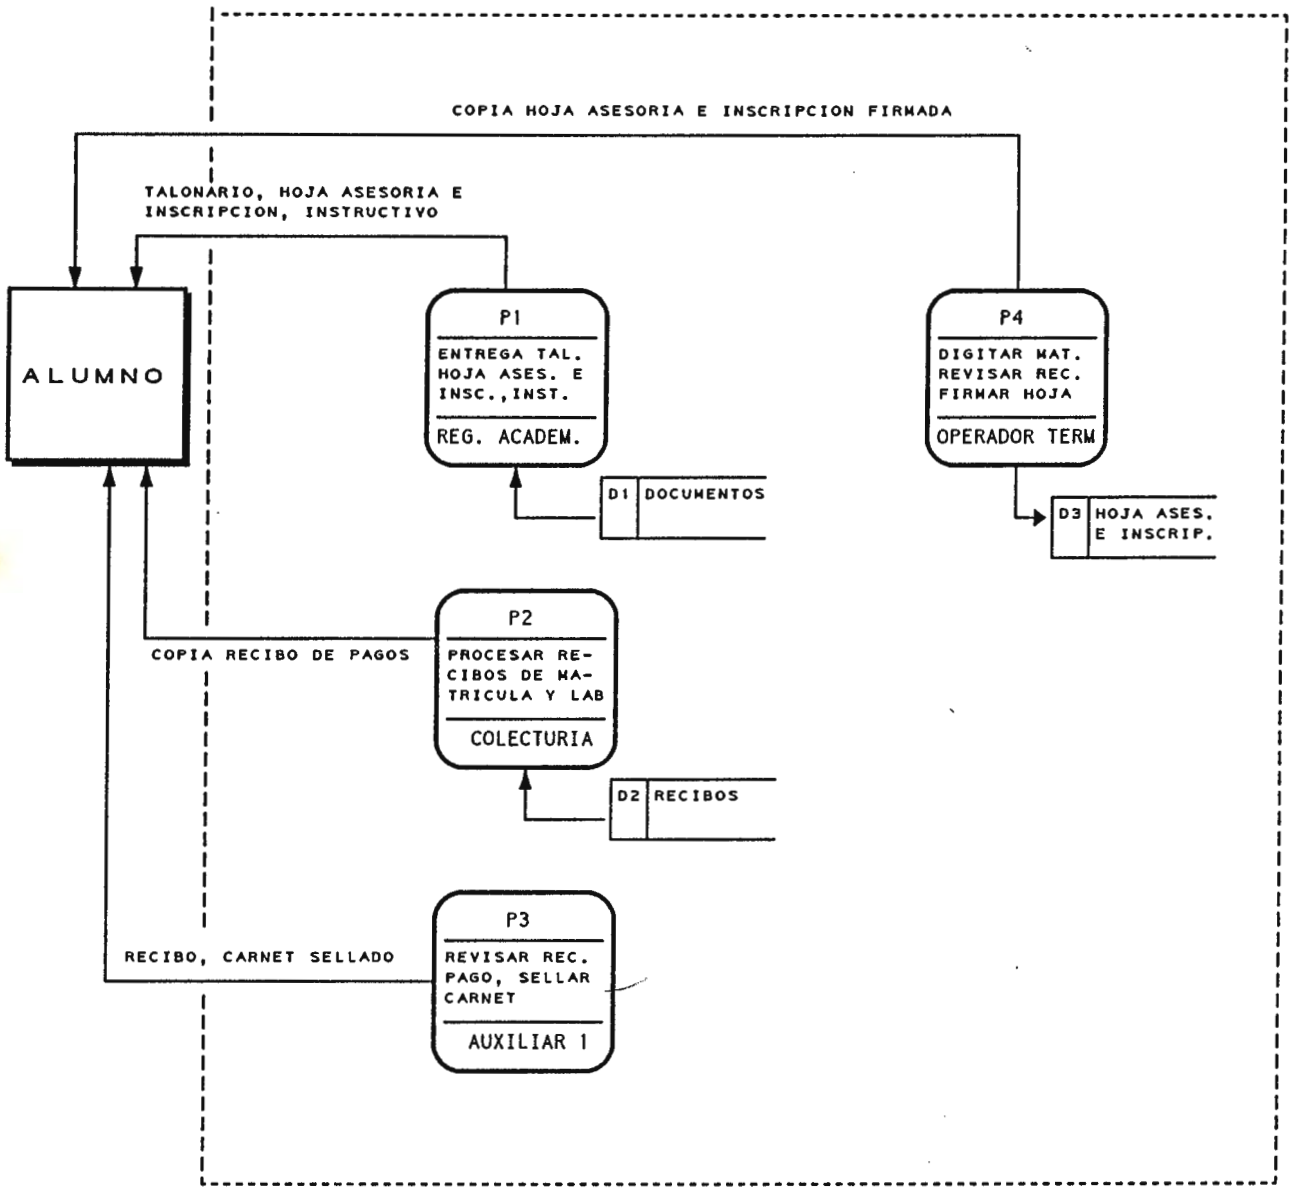 COPIA HOJA ASESORIA E INSCRIPCION FIRMADA
TALONARIO, HOJA ASESORIA E
INSCRIPCION, INSTRUCTIVO
ALUMNO
P1
ENTREGA TAL.
HOJA ASES. E
INSC.,INST.
REG. ACADEM.
P4
DIGITAR MAT.
REVISAR REC.
FIRMAR HOJA
OPERADOR TERM
D1 DOCUMENTOS
D3 HOJA ASES.
E INSCRIP.
P2
PROCESAR RE-
CIBOS DE MA-
TRICULA Y LAB
COLECTURIA
COPIA RECIBO DE PAGOS
D2 RECIBOS
P3
REVISAR REC.
PAGO, SELLAR
CARNET
AUXILIAR 1
RECIBO, CARNET SELLADO